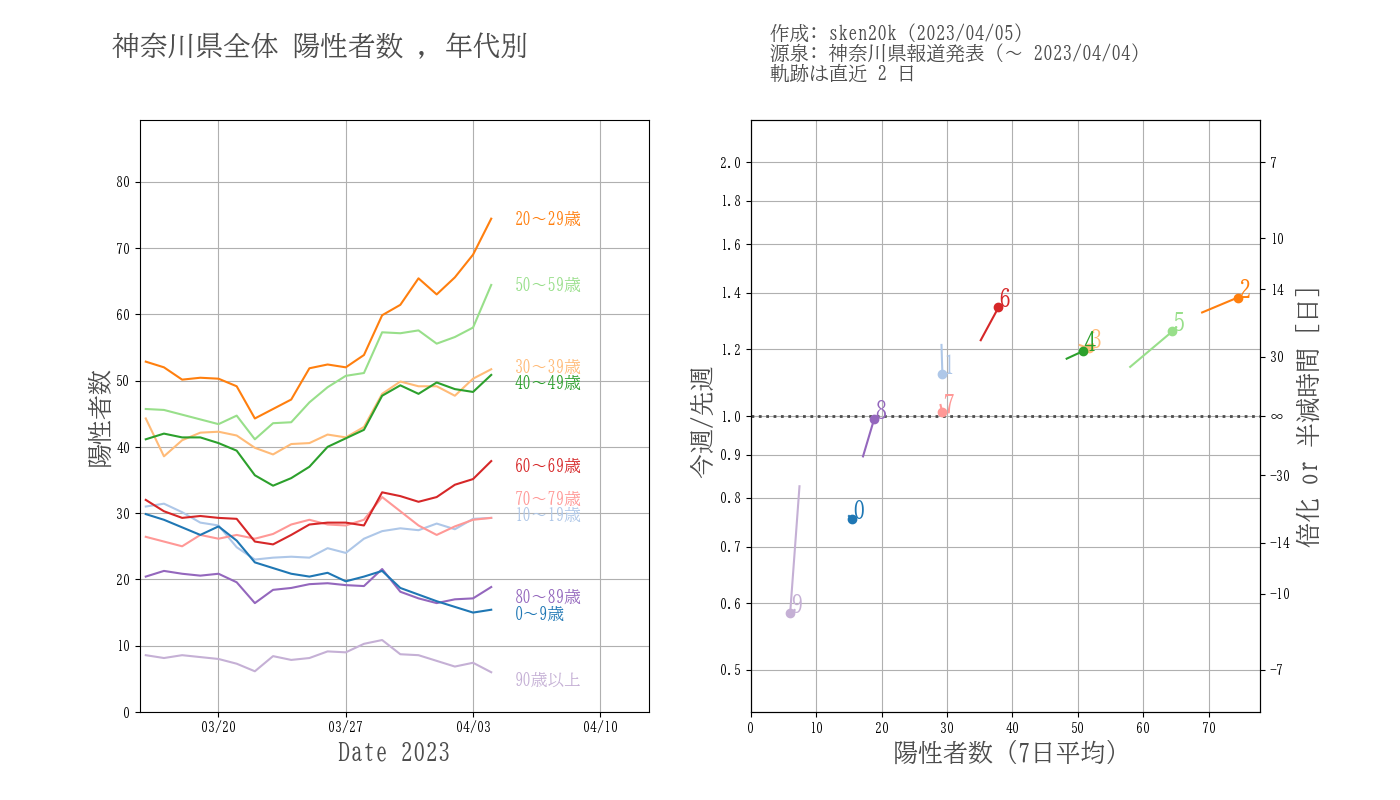 神奈川県全体 陽性者数 , 年代別
作成: sken20k (2023/04/05)
源泉: 神奈川県報道発表 (〜 2023/04/04)
軌跡は直近 2 日
陽性者数
80
70
60
50
40
30
20
10
0
20〜29歳
50〜59歳
30〜39歳
40〜49歳
60〜69歳
70〜79歳
10〜19歳
80〜89歳
0〜9歳
90歳以上
03/20 03/27 04/03 04/10
Date 2023
今週/先週
2.0
1.8
1.6
1.4
1.2
1.0
0.9
0.8
0.7
0.6
0.5
2
6
5
3
4
1
7
8
0
9
7
10
14
30
∞
-30
-14
-10
-7
倍化 or 半減時間 [日]
0 10 20 30 40 50 60 70
陽性者数 (7日平均)